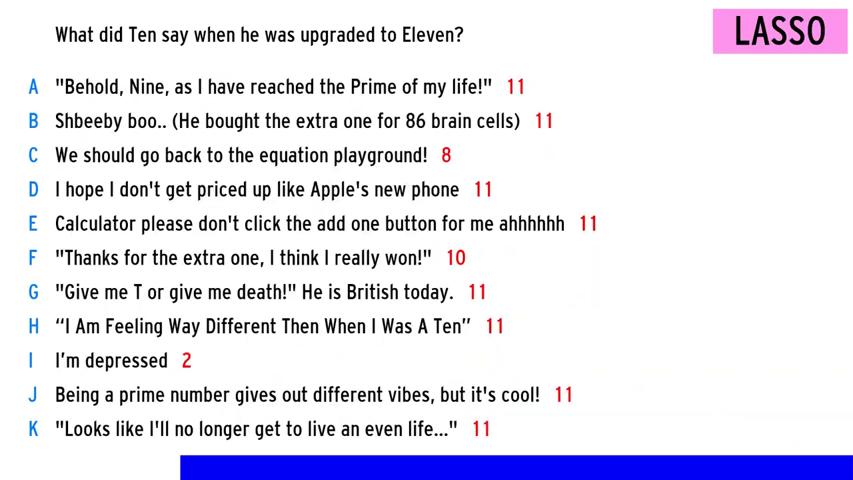 What did Ten say when he was upgraded to Eleven?
LASSO
A "Behold, Nine, as I have reached the Prime of my life!" 11
B Shbeeby boo.. (He bought the extra one for 86 brain cells) 11
C We should go back to the equation playground! 8
D I hope I don't get priced up like Apple's new phone 11
E Calculator please don't click the add one button for me ahhhhhh 11
F "Thanks for the extra one, I think I really won!" 10
G "Give me T or give me death!" He is British today. 11
H “I Am Feeling Way Different Then When I Was A Ten” 11
I I’m depressed 2
J Being a prime number gives out different vibes, but it's cool! 11
K "Looks like I'll no longer get to live an even life..." 11